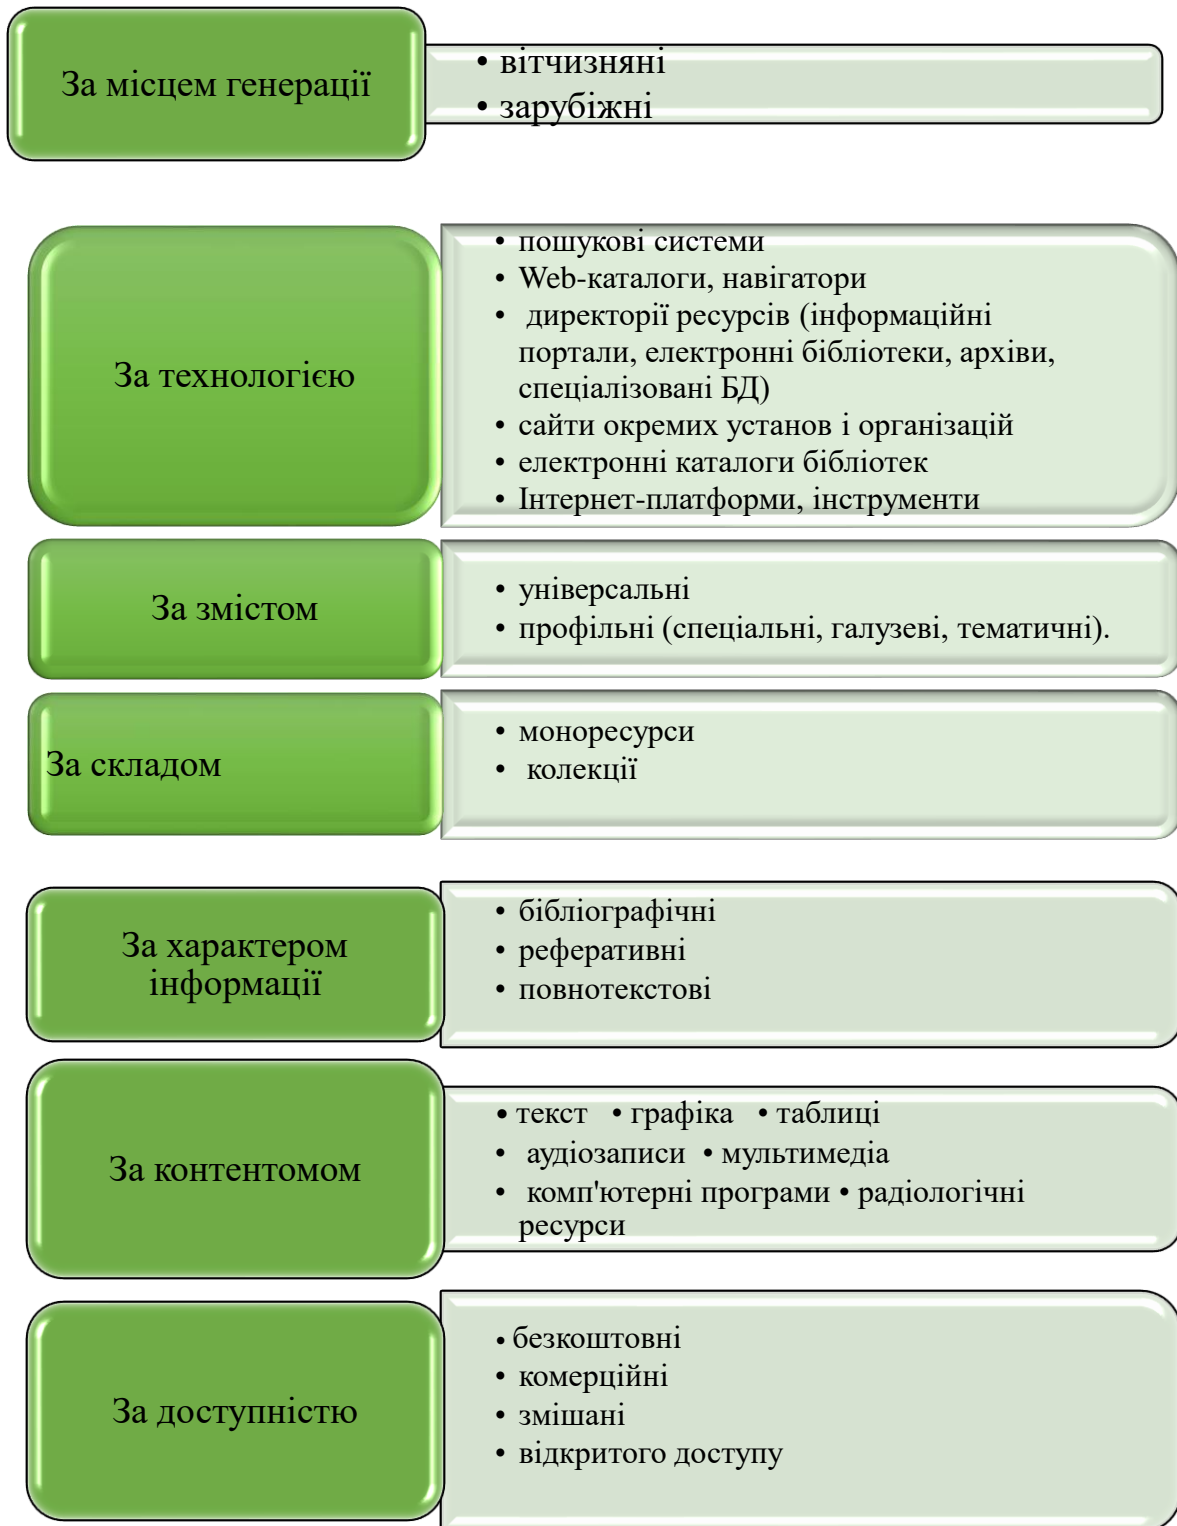 За місцем генерації
• вітчизняні
• зарубіжні
За технологією
• пошукові системи
• Web-каталоги, навігатори
• директорії ресурсів (інформаційні
портали, електронні бібліотеки, архіви,
спеціалізовані БД)
• сайти окремих установ і організацій
• електронні каталоги бібліотек
• Інтернет-платформи, інструменти
За змістом
• універсальні
• профільні (спеціальні, галузеві, тематичні).
За складом
• моноресурси
• колекції
За характером
інформації
• бібліографічні
• реферативні
• повнотекстові
За контентомом
• текст • графіка • таблиці
• аудіозаписи • мультимедіа
• комп'ютерні програми • радіологічні
ресурси
За доступністю
• безкоштовні
• комерційні
• змішані
• відкритого доступу